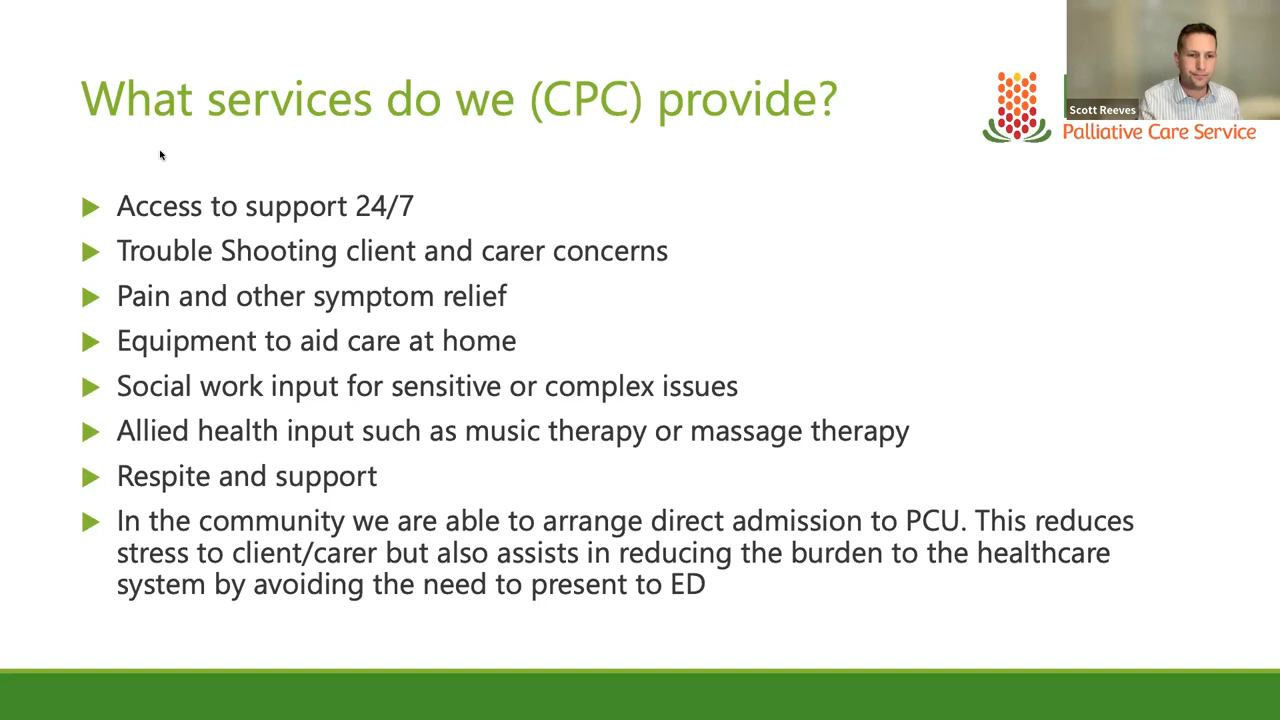 What services do we (CPC) provide?
Scott Reeves
Palliative Care Service
Access to support 24/7
Trouble Shooting client and carer concerns
Pain and other symptom relief
Equipment to aid care at home
Social work input for sensitive or complex issues
Allied health input such as music therapy or massage therapy
Respite and support
In the community we are able to arrange direct admission to PCU. This reduces
stress to client/carer but also assists in reducing the burden to the healthcare
system by avoiding the need to present to ED